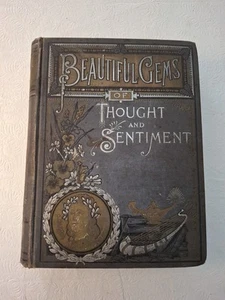 BEAUTIFUL GEMS
OF
THOUGHT
AND
SENTIMENT